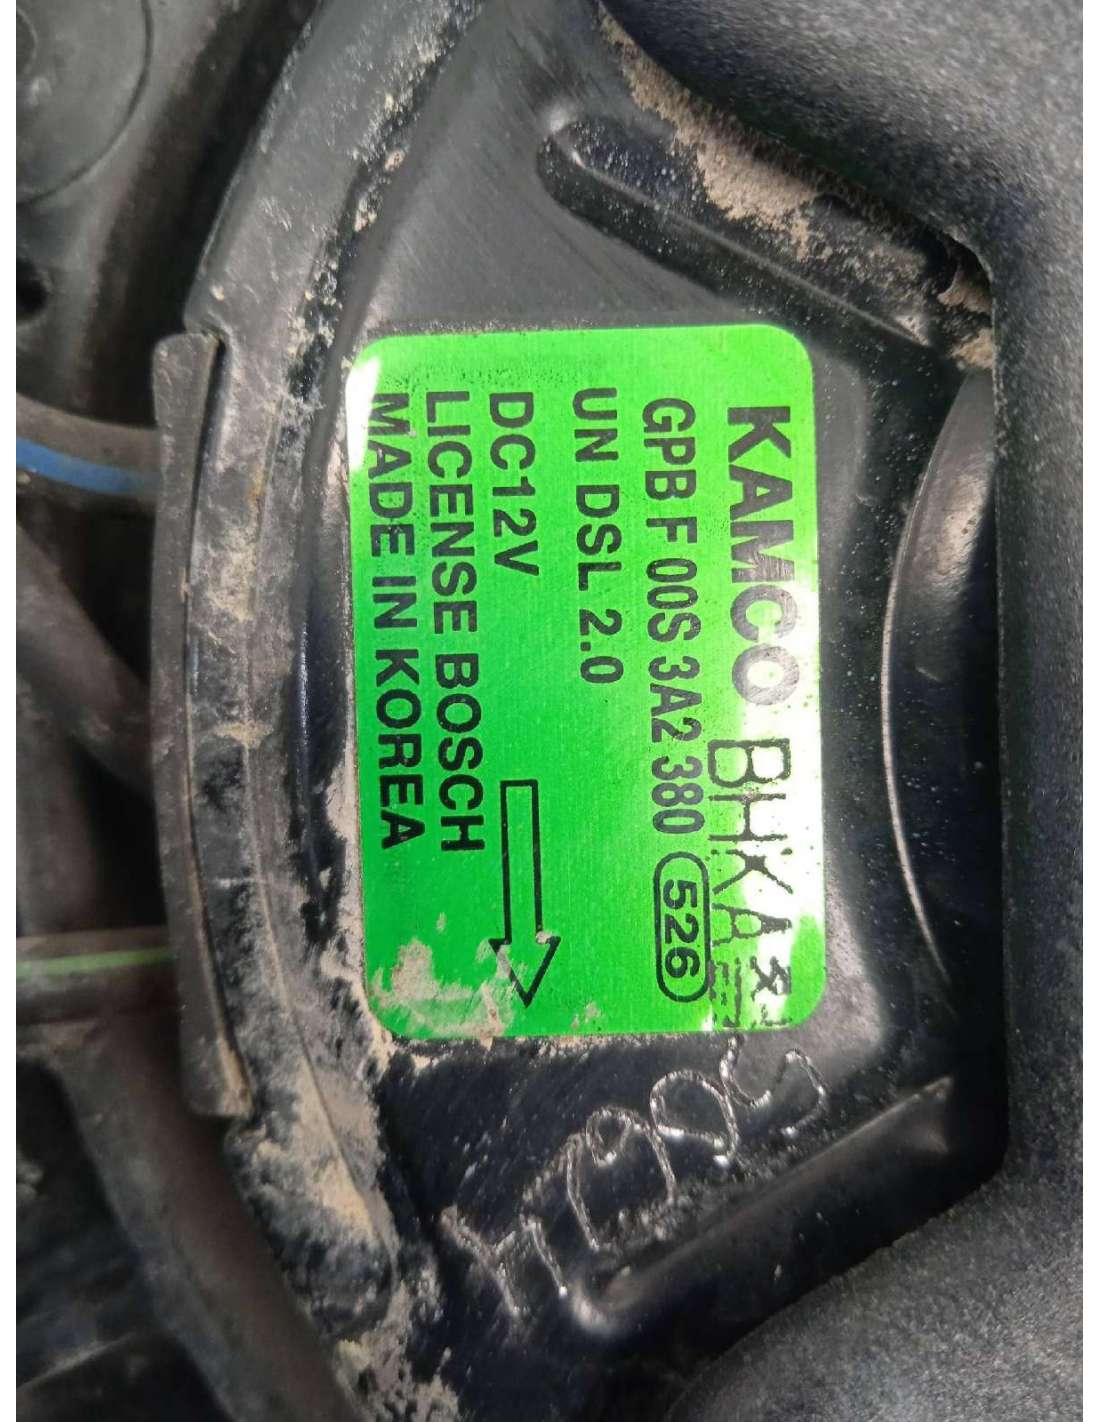 KAMCO BHKA
GPB F 00S 3A2 380 526
UN DSL 2.0
DC12V
LICENSE BOSCH
MADE IN KOREA